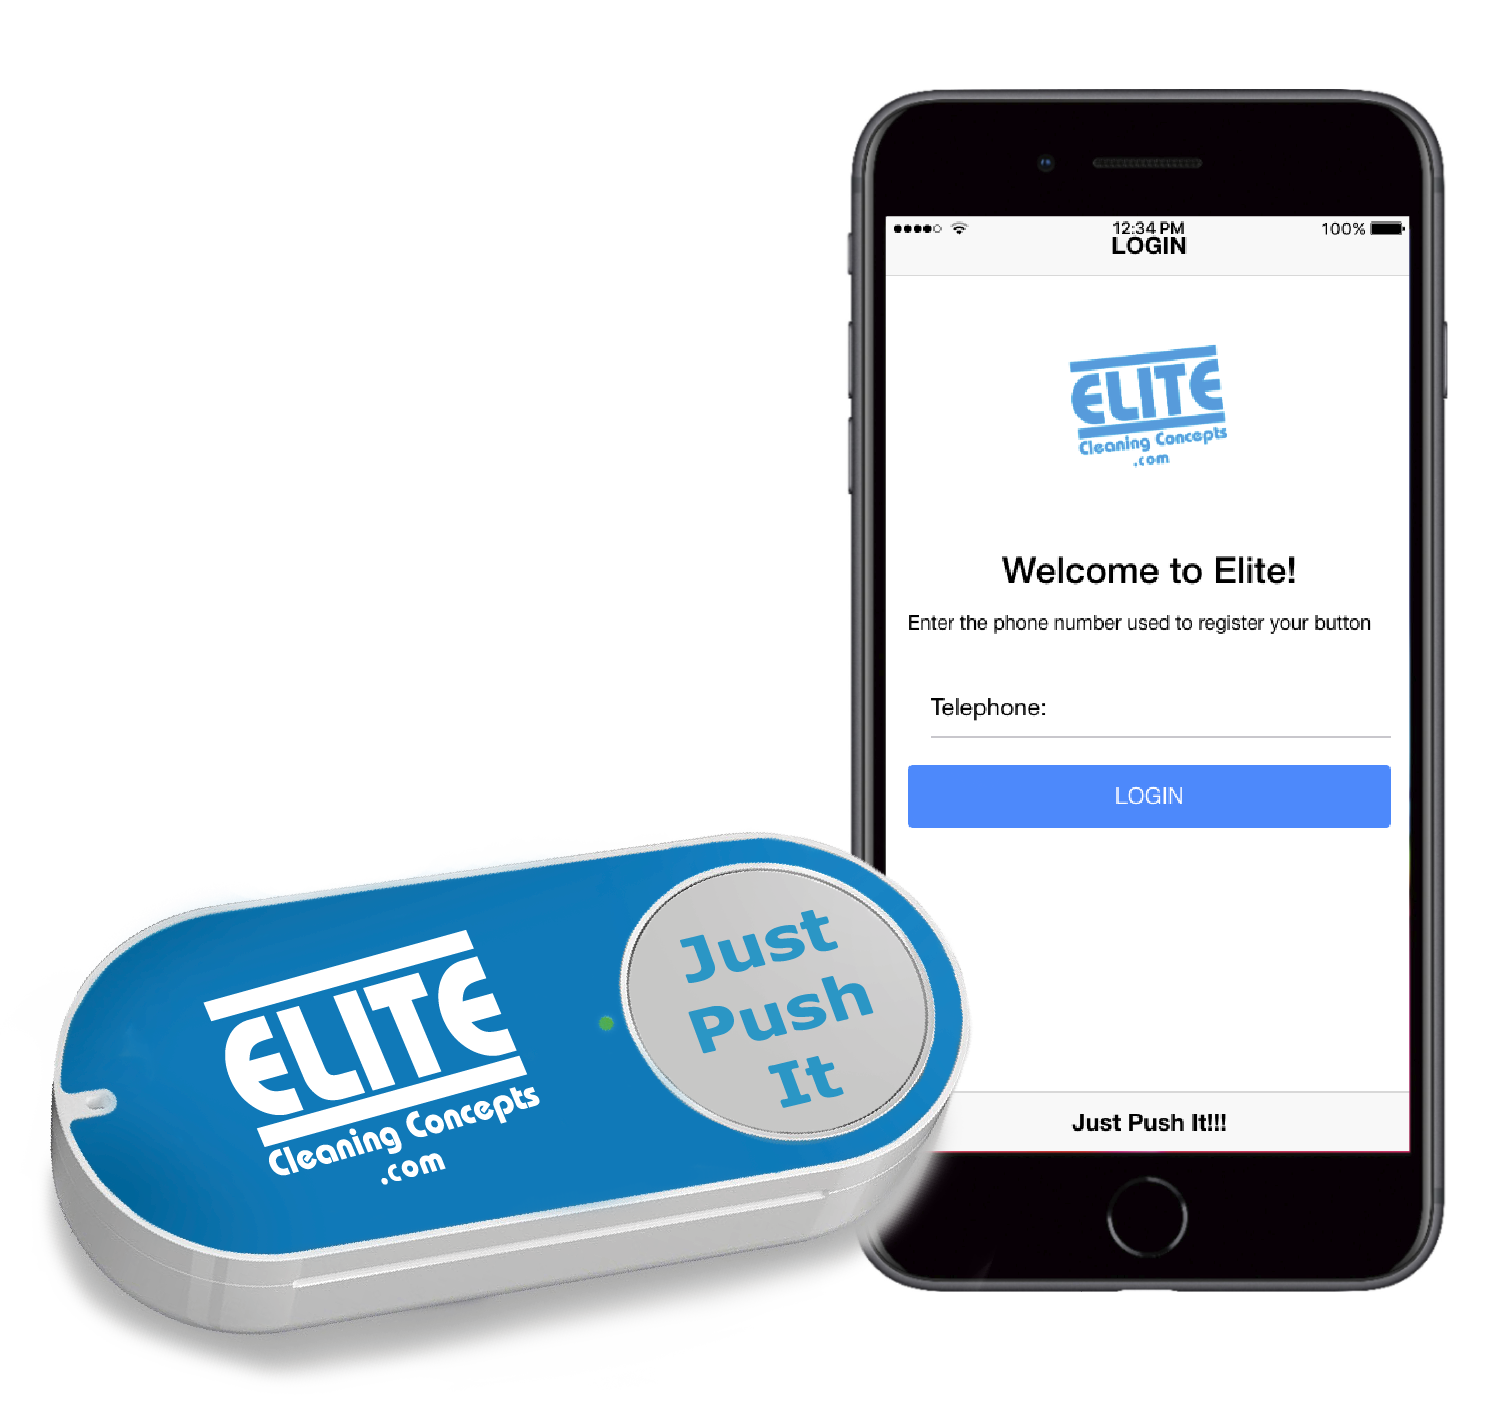 12:34 PM
100%
LOGIN
ELITE
Cleaning Concepts
.com
Welcome to Elite!
Enter the phone number used to register your button
Telephone:
LOGIN
Just Push It!!!
ELITE
Cleaning Concepts
.com
Just
Push
It